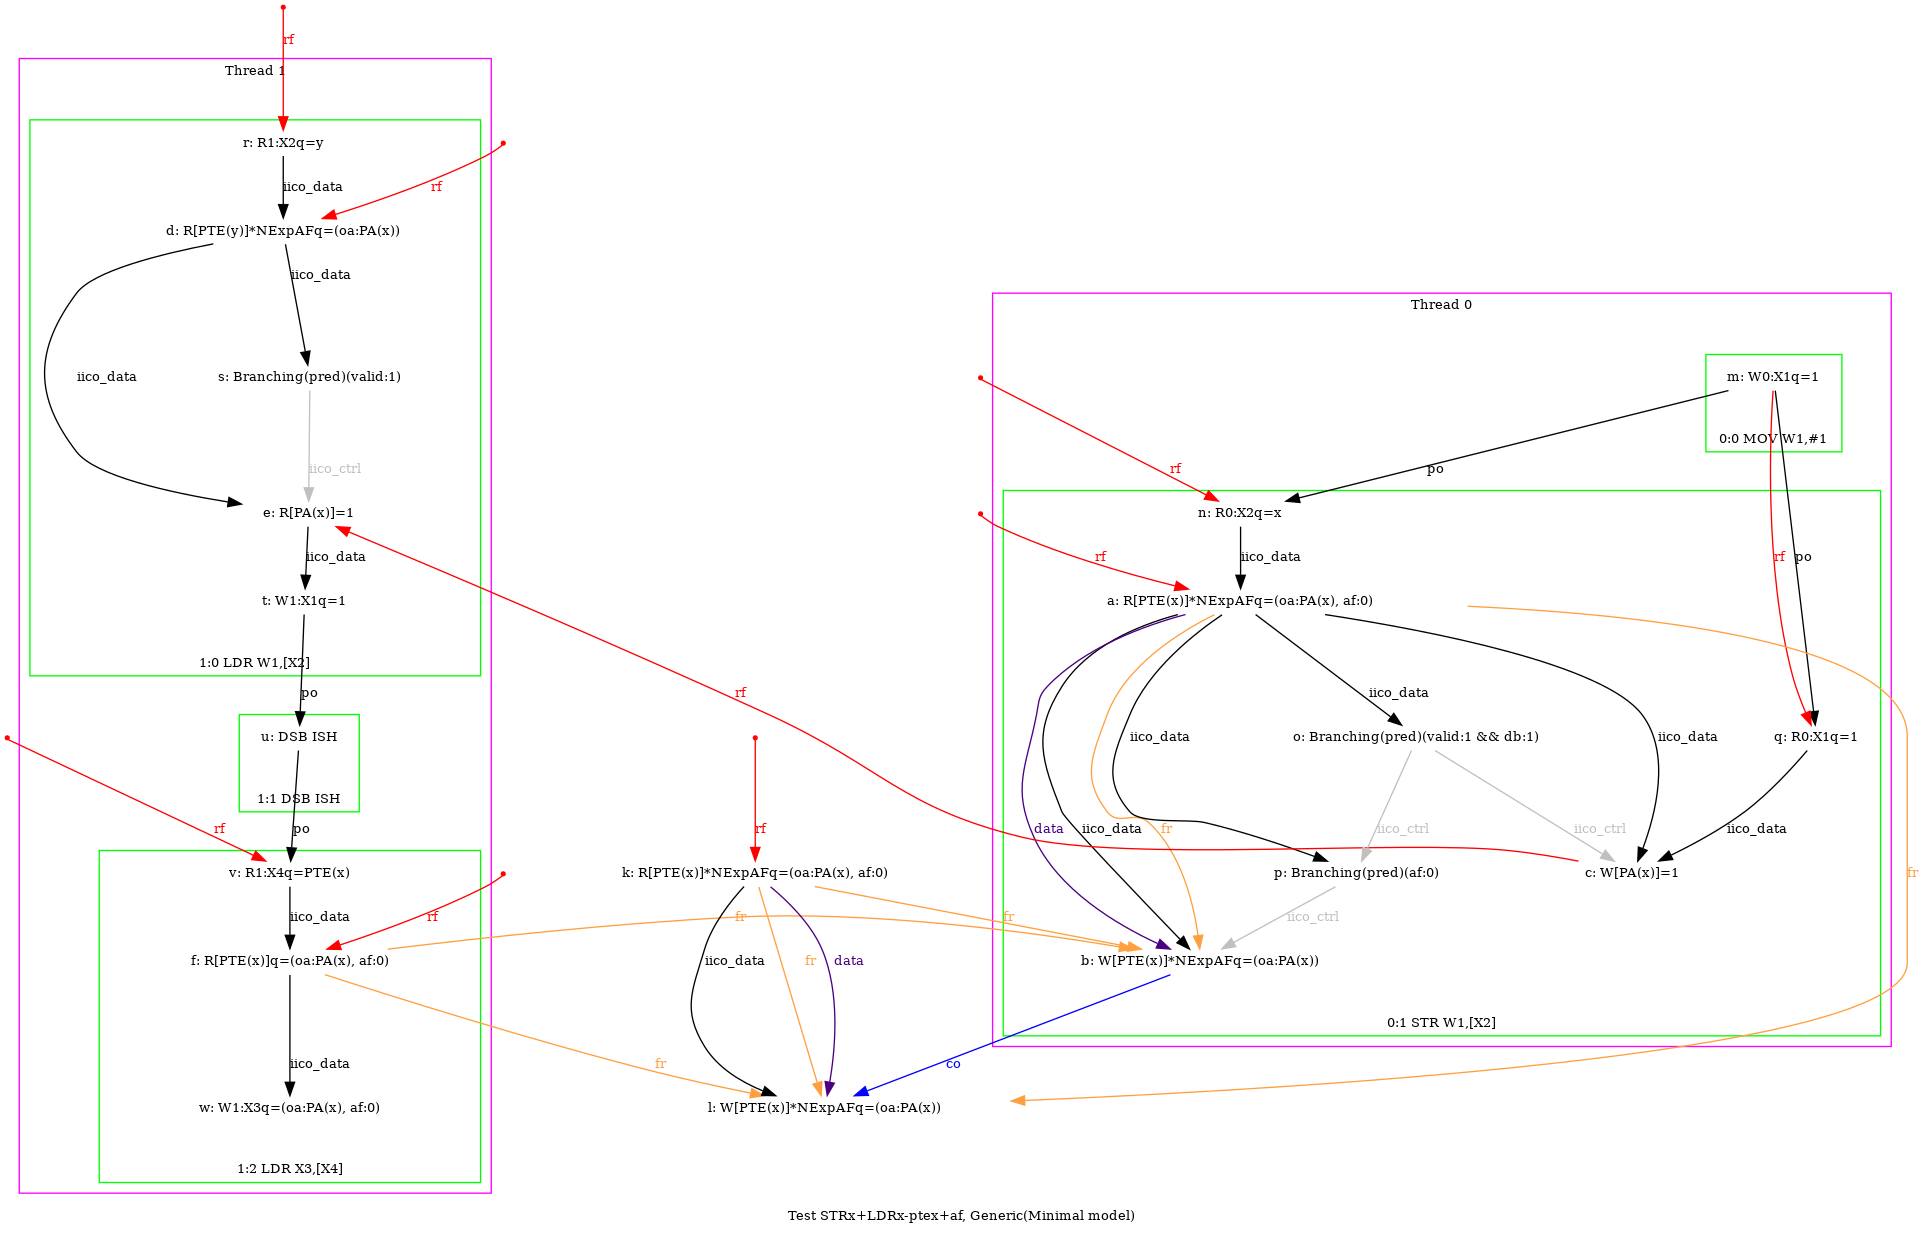 rf
Thread 1
r: R1:X2q=y
iico_data
rf
d: R[PTE(y)]*NExpAFq=(oa:PA(x))
iico_data
iico_data
s: Branching(pred)(valid:1)
iico_ctrl
e: R[PA(x)]=1
iico_data
t: W1:X1q=1
1:0 LDR W1,[X2]
po
u: DSB ISH
1:1 DSB ISH
rf
po
v: R1:X4q=PTE(x)
iico_data
rf
f: R[PTE(x)]q=(oa:PA(x), af:0)
iico_data
w: W1:X3q=(oa:PA(x), af:0)
1:2 LDR X3,[X4]
rf
rf
k: R[PTE(x)]*NExpAFq=(oa:PA(x), af:0)
fr
fr
iico_data
fr
data
fr
l: W[PTE(x)]*NExpAFq=(oa:PA(x))
co
Thread 0
m: W0:X1q=1
0:0 MOV W1,#1
rf
po
n: R0:X2q=x
rf
iico_data
rf
po
a: R[PTE(x)]*NExpAFq=(oa:PA(x), af:0)
iico_data
iico_data
o: Branching(pred)(valid:1 && db:1)
iico_data
q: R0:X1q=1
data
iico_data
fr
iico_ctrl
iico_ctrl
iico_data
p: Branching(pred)(af:0)
c: W[PA(x)]=1
fr
iico_ctrl
b: W[PTE(x)]*NExpAFq=(oa:PA(x))
0:1 STR W1,[X2]
Test STRx+LDRx-ptex+af, Generic(Minimal model)